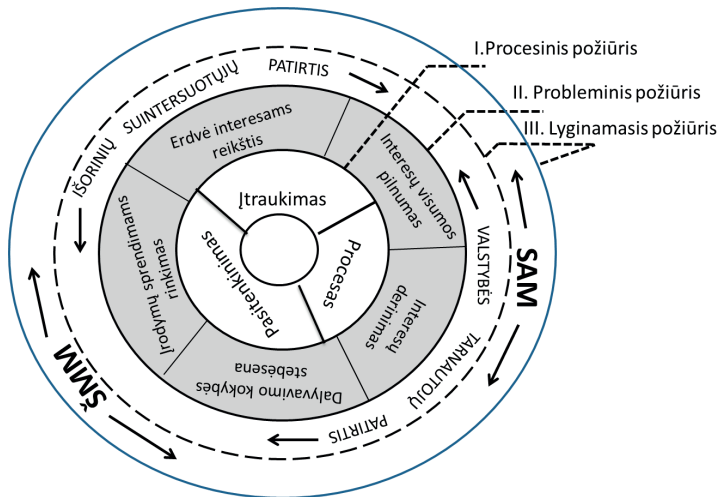 I.Procesinis požiūris
II. Probleminis požiūris
III. Lyginamasis požiūris
IŠORINIŲ SUINTERSUOTŲJŲ PATIRTIS
VALSTYBĖS TARNAUTOJŲ PATIRTIS
SAM
ŠMM
Erdvė interesams
reikštis
Interesų visumos
pilnumas
Interesų
derinimas
Dalyvavimo kokybės
stebėsena
Įrodymų sprendimams
rinkimas
Įtraukimas
Procesas
Pasitenkinimas